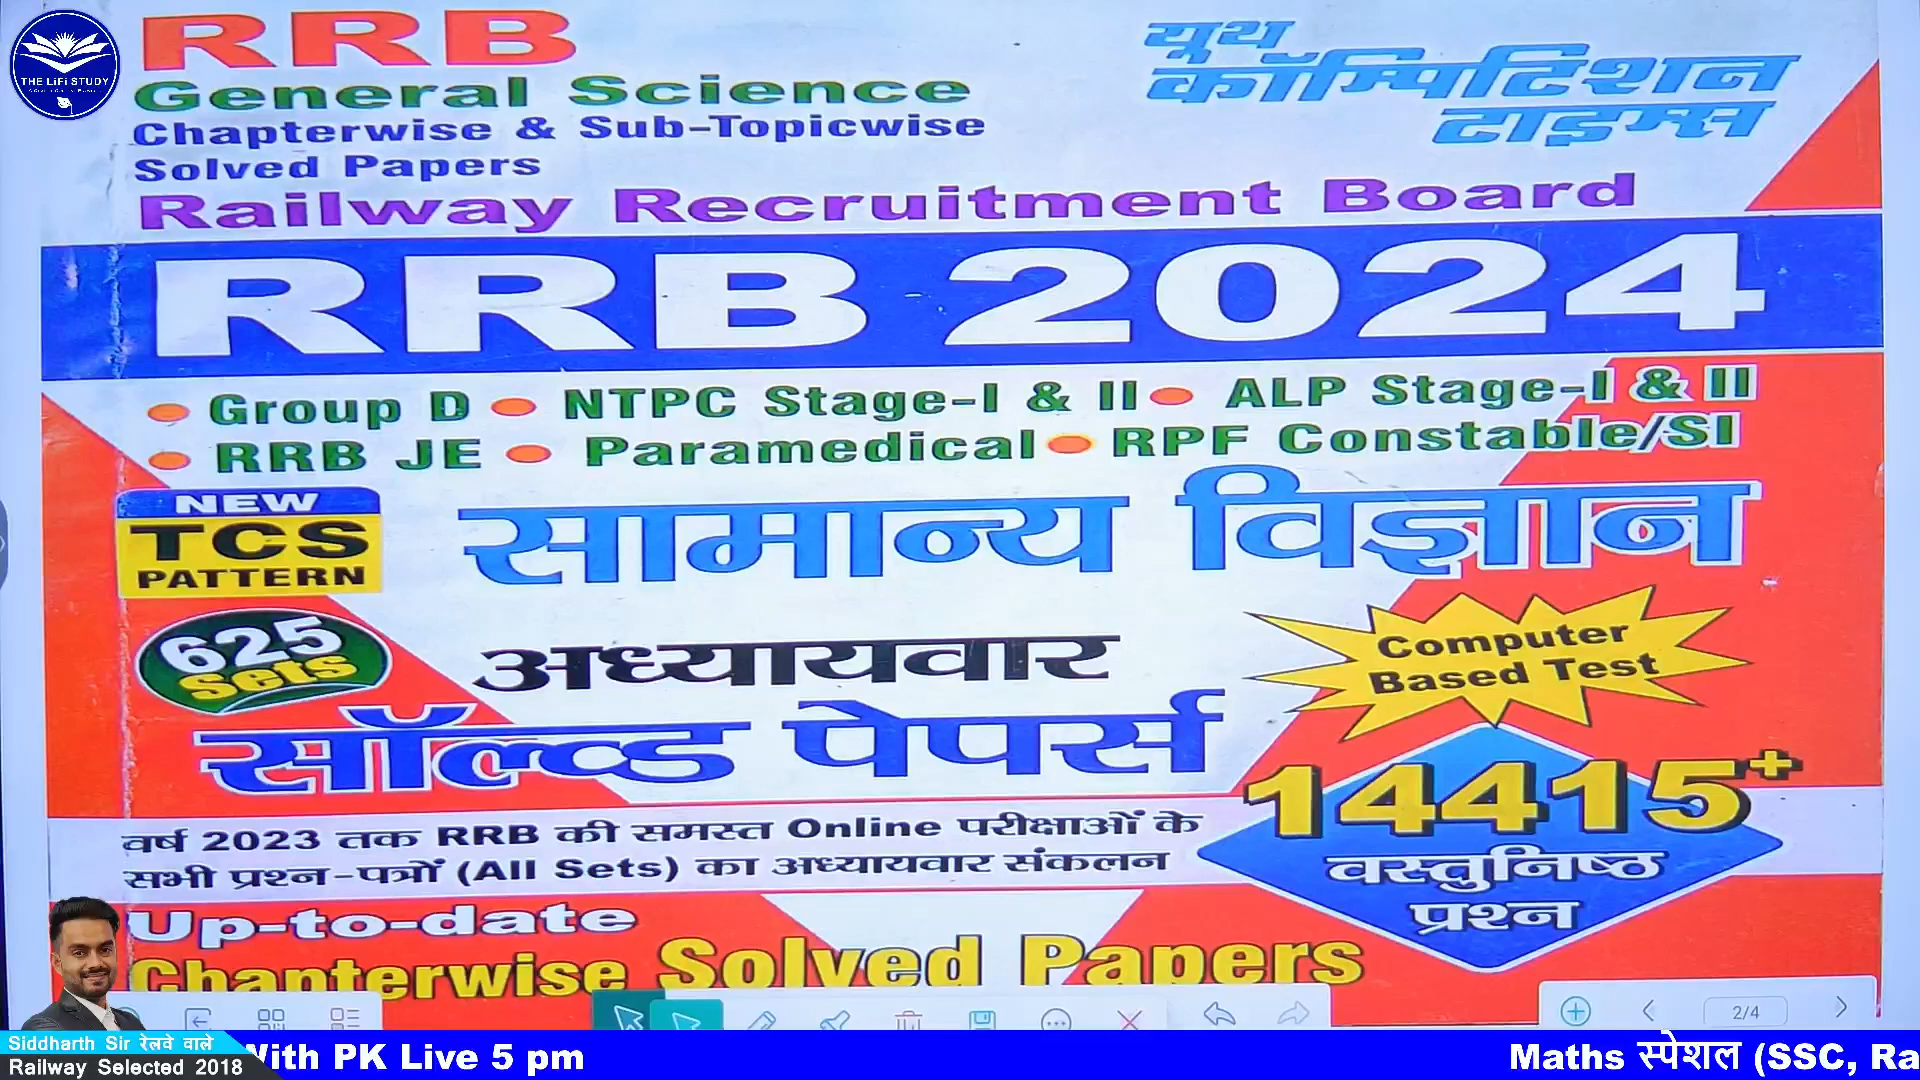 THE LiFi STUDY
RRB
General Science
Chapterwise & Sub-Topicwise
Solved Papers
Railway Recruitment Board
यूथ
कॉम्पिटिशन
टाइम्स
RRB 2024
Group D NTPC Stage-I & II ALP Stage-I & II
RRB JE Paramedical RPF Constable/SI
NEW
TCS
PATTERN
सामान्य विज्ञान
625
Sets
अध्यायवार
सॉल्व्ड पेपर्स
Computer
Based Test
14415+
वस्तुनिष्ठ
प्रश्न
वर्ष 2023 तक RRB की समस्त Online परीक्षाओं के
सभी प्रश्न-पत्रों (All Sets) का अध्यायवार संकलन
Up-to-date
Chapterwise Solved Papers
2/4
Siddharth Sir रेलवे वाले
Railway Selected 2018
With PK Live 5 pm
Maths स्पेशल (SSC, Ra